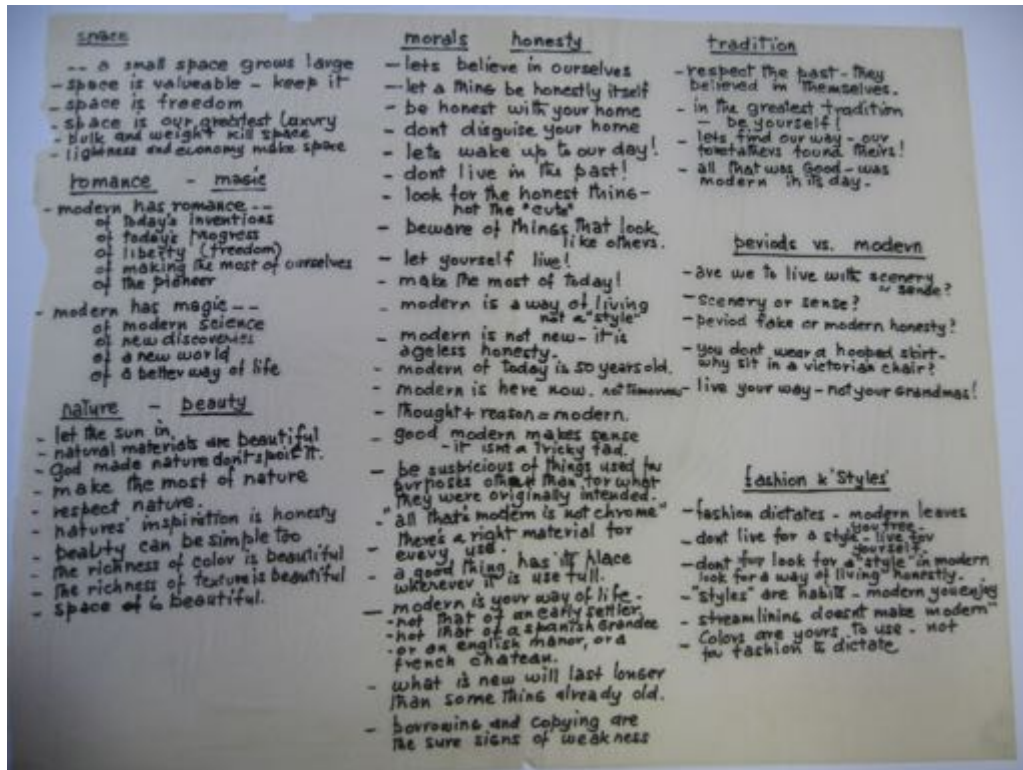 space
-- a small space grows large
- space is valueable - keep it
- space is freedom
- space is our greatest luxury
- bulk and weight kill space
- lightness and economy make space
romance - magic
- modern has romance --
of today's inventions
of today's progress
of liberty (freedom)
of making the most of ourselves
of the pioneer
- modern has magic --
of modern science
of new discoveries
of a new world
of a better way of life
nature - beauty
- let the sun in.
- natural materials are beautiful
- God made nature don't spoil it.
- make the most of nature
- respect nature.
- natures' inspiration is honesty
- beauty can be simple too
- the richness of color is beautiful
- the richness of texture is beautiful
- space is beautiful.
morals honesty
- lets believe in ourselves
- let a thing be honestly itself
- be honest with your home
- dont disguise your home
- lets wake up to our day!
- dont live in the past!
- look for the honest thing -
not the "cute"
- beware of things that look
like others.
- let yourself live!
- make the most of today!
- modern is a way of living
not a "style"
- modern is not new - it is
ageless honesty.
- modern of today is 50 years old.
- modern is here now. not tomorrow
- thought + reason = modern.
- good modern makes sense
- it isnt a tricky fad.
- be suspicious of things used for
purposes other than for what
they were originally intended.
- "all that's modern is not chrome"
there's a right material for
every use.
- a good thing has its place
whenever it is use full.
- modern is your way of life -
- not that of an early settler
- not that of a spanish Grandee
- or an english manor, or a
french chateau.
- what is new will last longer
than some thing already old.
- borrowing and copying are
the sure signs of weakness
tradition
- respect the past - they
believed in themselves.
- in the greatest tradition
- be yourself!
- lets find our way - our
forefathers found theirs!
- all that was Good - was
modern in its day.
periods vs. modern
- are we to live with scenery
or sense?
- scenery or sense?
- period fake or modern honesty?
- you dont wear a hooped skirt -
why sit in a victorian chair?
- live your way - not your Grandmas!
fashion & 'Styles'
- fashion dictates - modern leaves
you free -
- dont live for a style - live for
yourself.
- dont look for a "style" in modern
look for a way of living honestly.
- "styles" are habits - modern you enjoy
- streamlining doesnt make modern"
- Colors are yours to use - not
for fashion to dictate